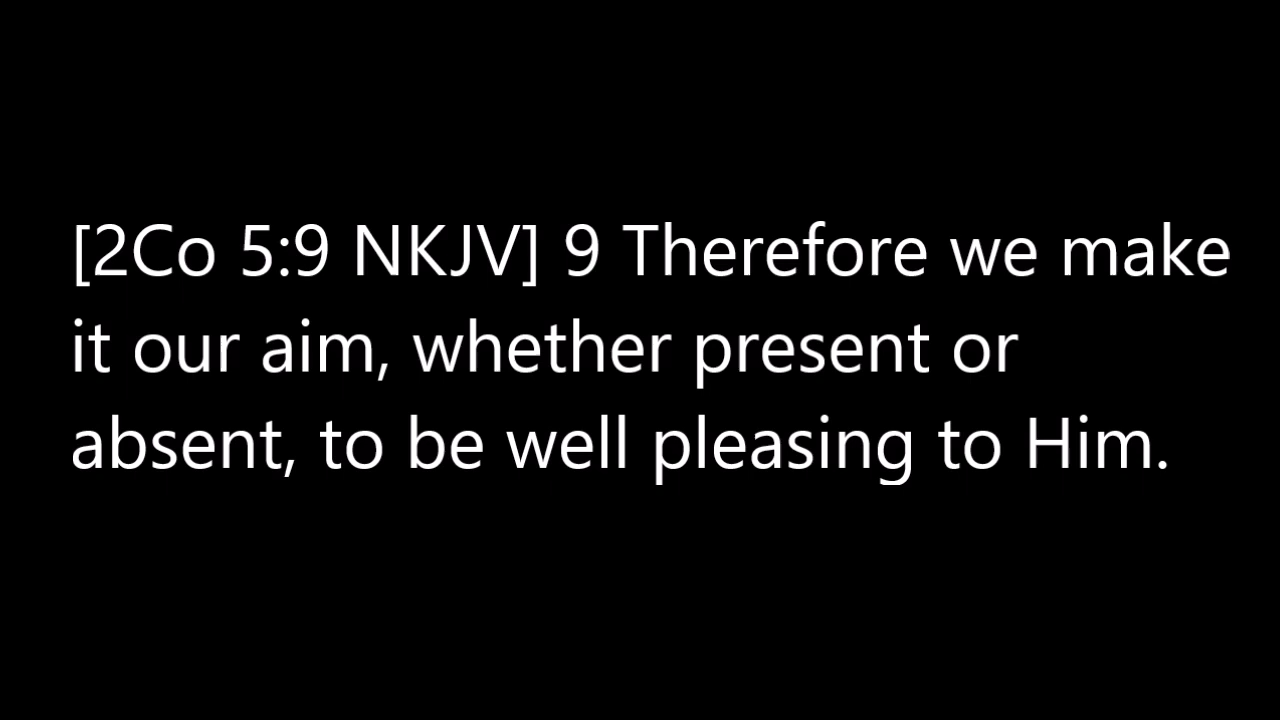 [2Co 5:9 NKJV] 9 Therefore we make
it our aim, whether present or
absent, to be well pleasing to Him.